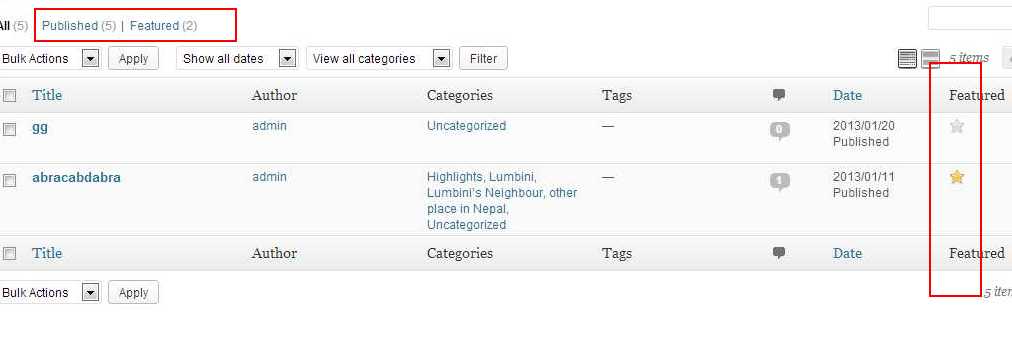 All (5) Published (5) | Featured (2)
Bulk Actions Apply Show all dates View all categories Filter 5 items
Title Author Categories Tags Date Featured
gg admin Uncategorized — 0 2013/01/20
Published
abracabdabra admin Highlights, Lumbini, — 1 2013/01/11
Lumbini's Neighbour, other Published
place in Nepal,
Uncategorized
Title Author Categories Tags Date Featured
Bulk Actions Apply 5 iter